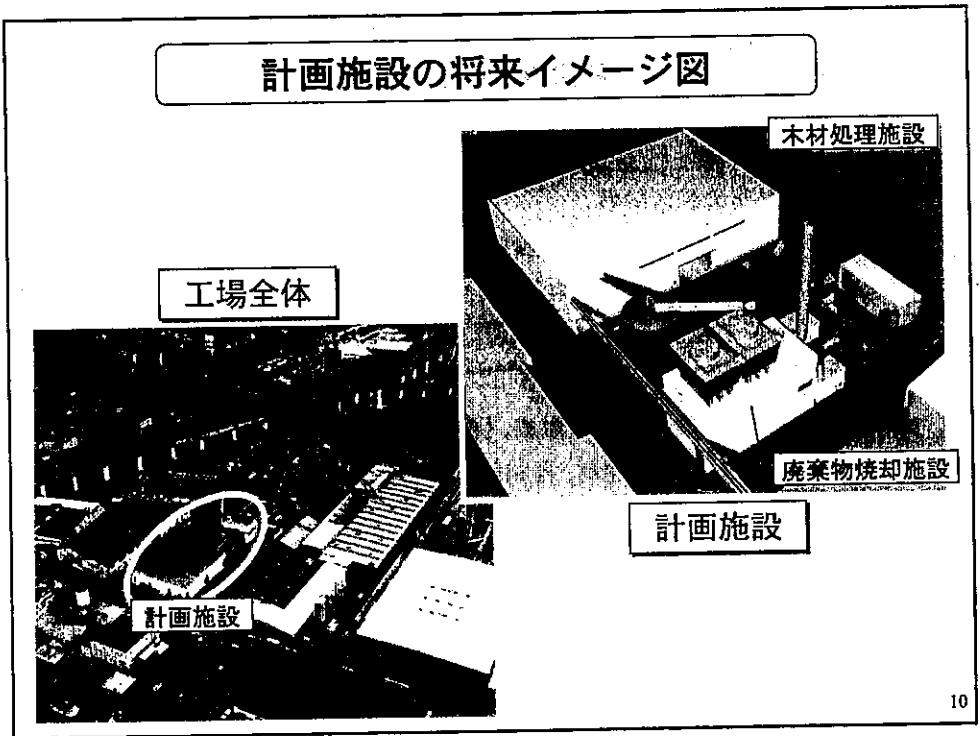 計画施設の将来イメージ図
木材処理施設
工場全体
廃棄物焼却施設
計画施設
計画施設
10